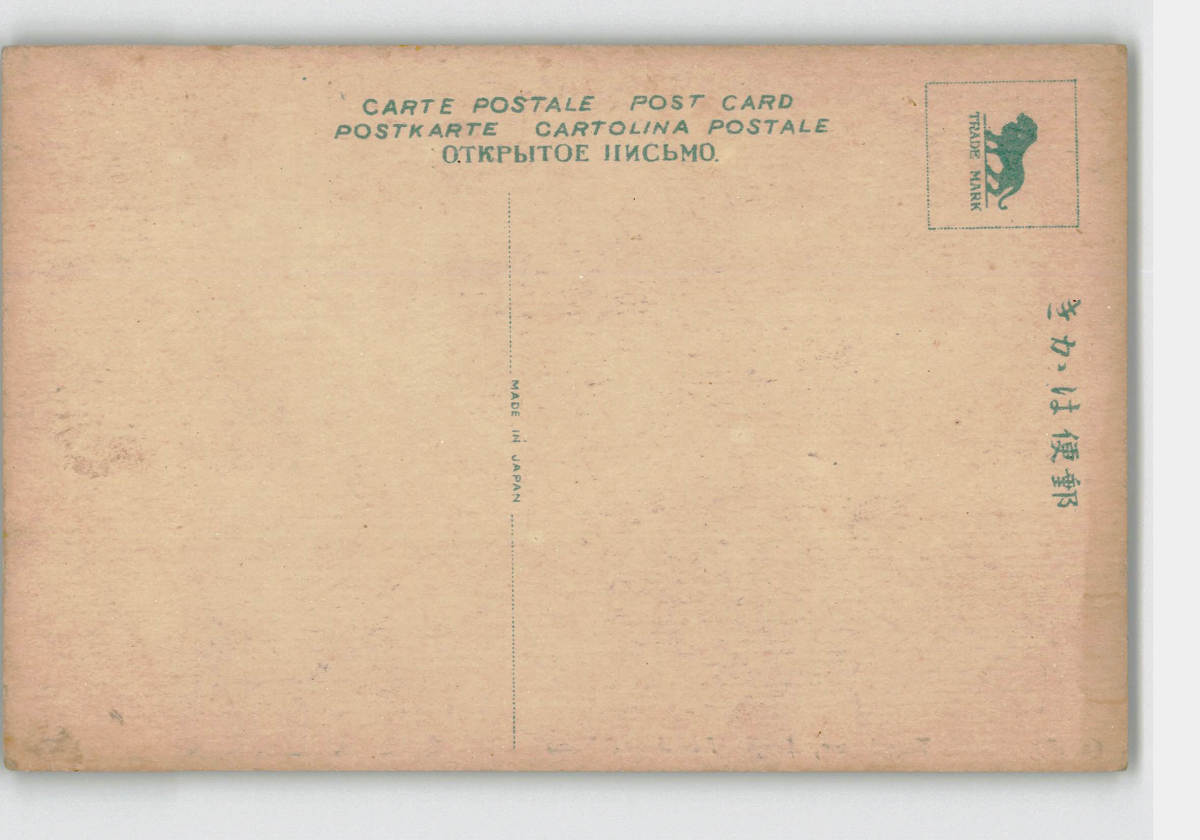 CARTE POSTALE POST CARD
POSTKARTE CARTOLINA POSTALE
ОТКРЫТОЕ ПИСЬМО.
TRADE MARK
MADE IN JAPAN
郵便はかき